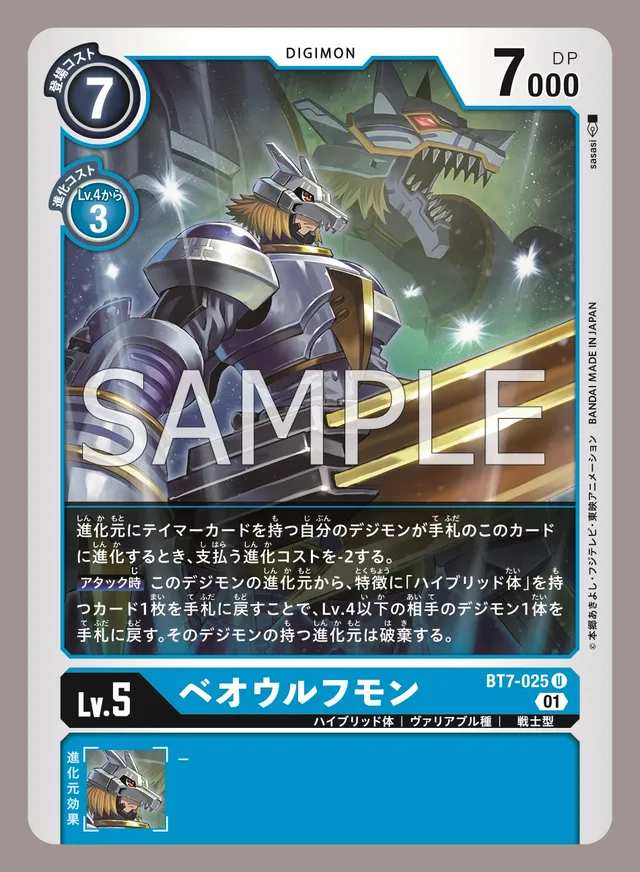 DIGIMON
登場コスト
7
7000
DP
進化コスト
Lv.4から
3
sasasi
© 本郷あきよし・フジテレビ・東映アニメーション BANDAI MADE IN JAPAN
SAMPLE
進化元にテイマーカードを持つ自分のデジモンが手札のこのカード
に進化するとき、支払う進化コストを-2する。
アタック時 このデジモンの進化元から、特徴に「ハイブリッド体」を持
つカード1枚を手札に戻すことで、Lv.4以下の相手のデジモン1体を
手札に戻す。そのデジモンの持つ進化元は破棄する。
Lv.5
ベオウルフモン
BT7-025 U
01
ハイブリッド体 | ヴァリアブル種 | 戦士型
進化元効果
－